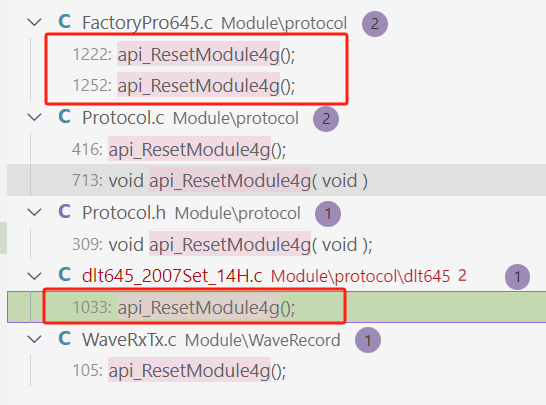 C FactoryPro645.c Module\protocol 2
1222: api_ResetModule4g();
1252: api_ResetModule4g();
C Protocol.c Module\protocol 2
416: api_ResetModule4g();
713: void api_ResetModule4g( void )
C Protocol.h Module\protocol 1
309: void api_ResetModule4g( void );
C dlt645_2007Set_14H.c Module\protocol\dlt645 2 1
1033: api_ResetModule4g();
C WaveRxTx.c Module\WaveRecord 1
105: api_ResetModule4g();